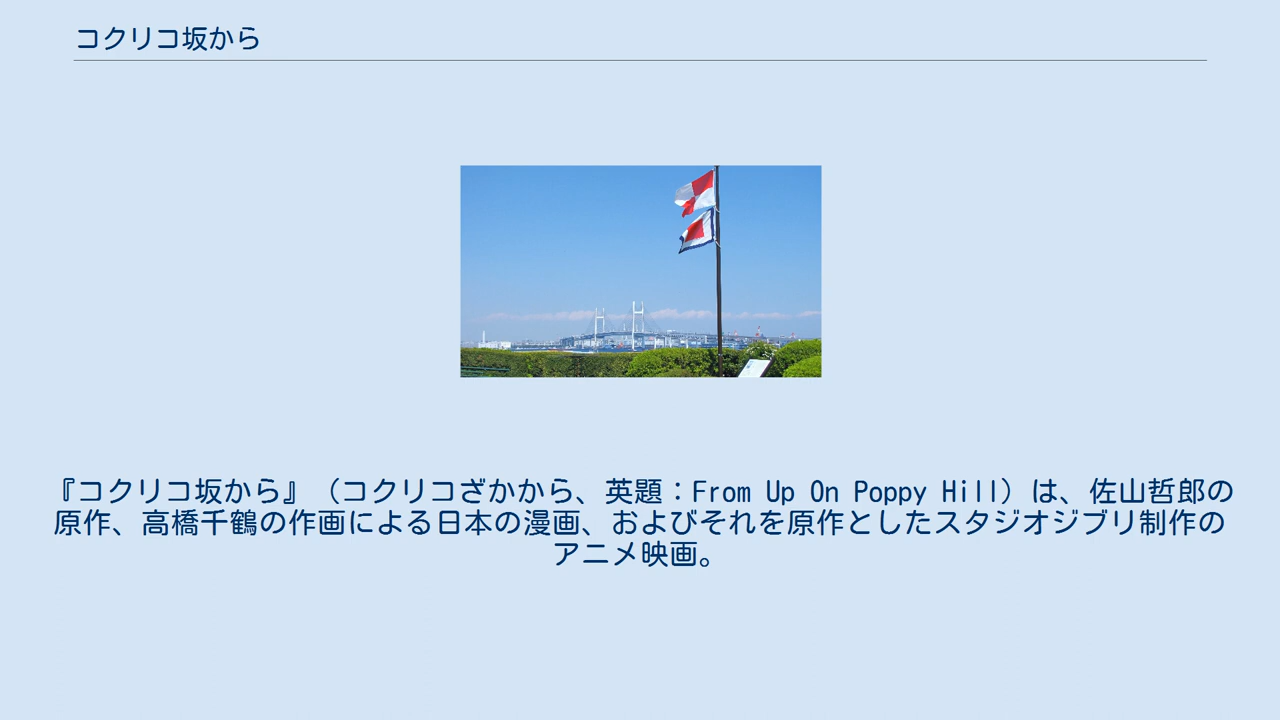 コクリコ坂から
『コクリコ坂から』（コクリコざかから、英題：From Up On Poppy Hill）は、佐山哲郎の
原作、高橋千鶴の作画による日本の漫画、およびそれを原作としたスタジオジブリ制作の
アニメ映画。